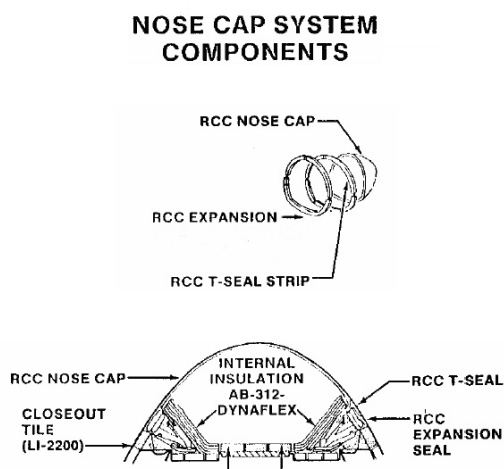 NOSE CAP SYSTEM
COMPONENTS
RCC NOSE CAP
RCC EXPANSION
RCC T-SEAL STRIP
RCC NOSE CAP
INTERNAL
INSULATION
AB-312-
DYNAFLEX
RCC T-SEAL
CLOSEOUT
TILE
(LI-2200)
RCC
EXPANSION
SEAL